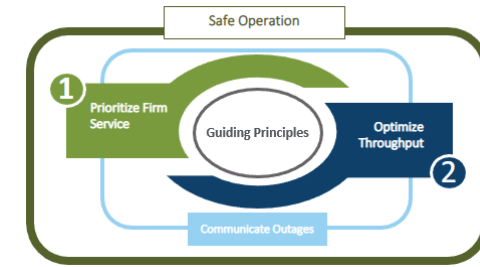 Safe Operation
1
Prioritize Firm
Service
Guiding Principles
Optimize
Throughput
2
Communicate Outages